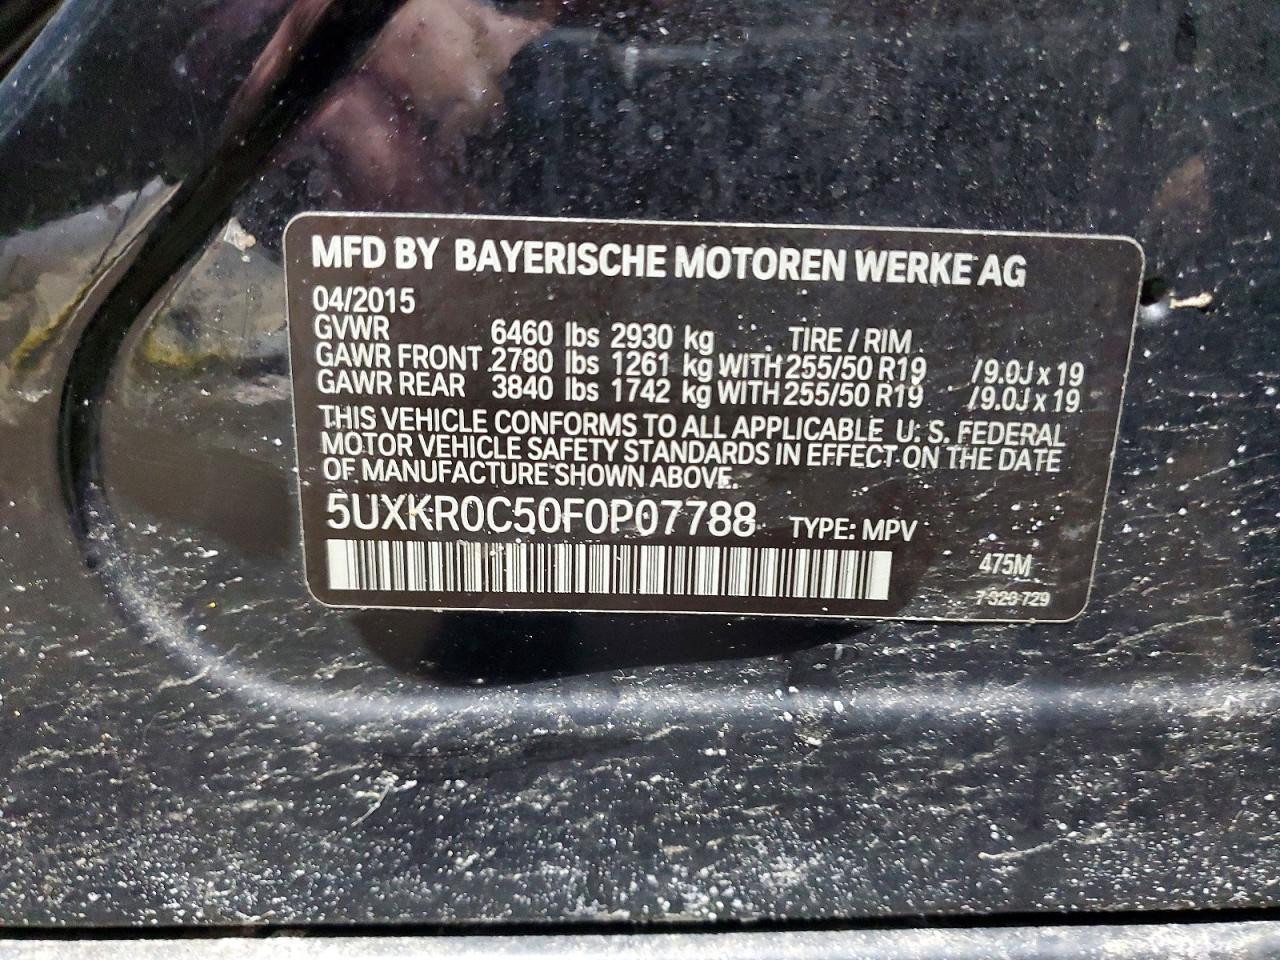 MFD BY BAYERISCHE MOTOREN WERKE AG
04/2015
GVWR 6460 lbs 2930 kg TIRE / RIM
GAWR FRONT 2780 lbs 1261 kg WITH 255/50 R19 /9.0J x 19
GAWR REAR 3840 lbs 1742 kg WITH 255/50 R19 /9.0J x 19
THIS VEHICLE CONFORMS TO ALL APPLICABLE U. S. FEDERAL
MOTOR VEHICLE SAFETY STANDARDS IN EFFECT ON THE DATE
OF MANUFACTURE SHOWN ABOVE.
5UXKR0C50F0P07788 TYPE: MPV
475M
7 323 729